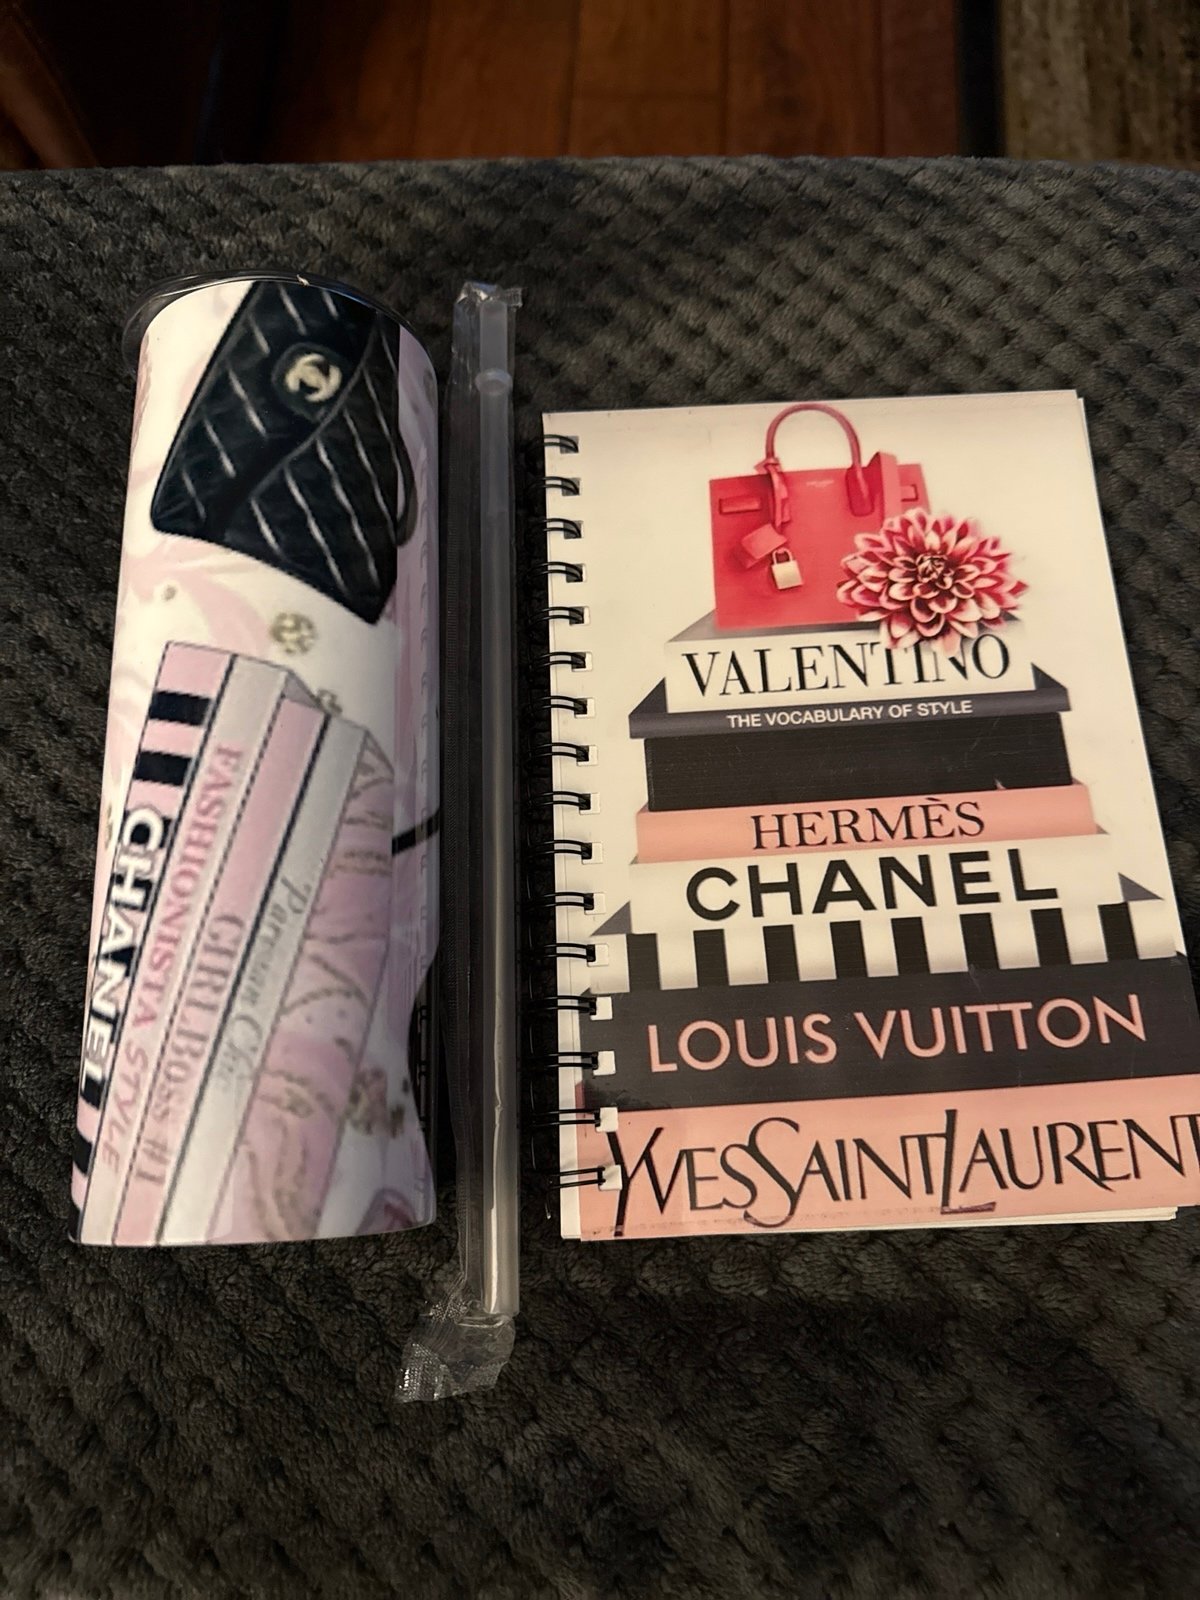 CHANEL
FASHIONISTA STYLE
GIRLBOSS #1
Parisian Chic
VALENTINO
THE VOCABULARY OF STYLE
HERMÈS
CHANEL
LOUIS VUITTON
YVESSAINTLAURENT